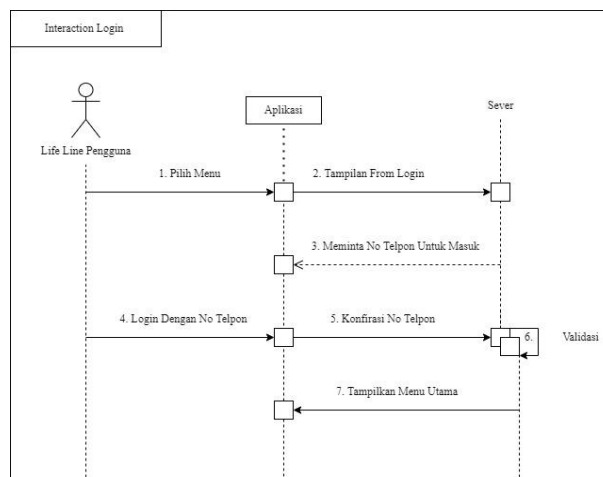 Interaction Login
Sever
Aplikasi
Life Line Pengguna
1. Pilih Menu
2. Tampilan From Login
3. Meminta No Telpon Untuk Masuk
4. Login Dengan No Telpon
5. Konfirasi No Telpon
6. Validasi
7. Tampilkan Menu Utama